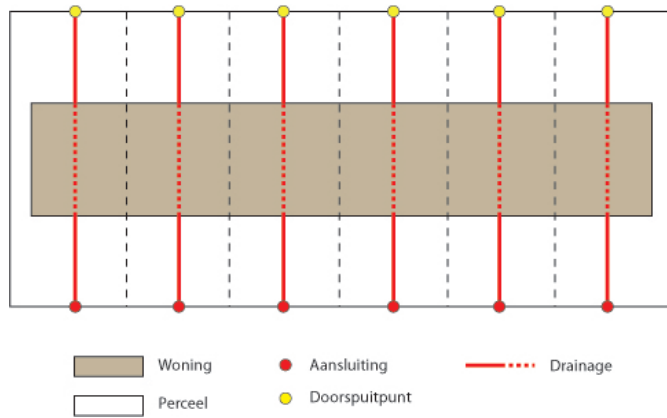 Woning
Aansluiting
Drainage
Perceel
Doorspuitpunt